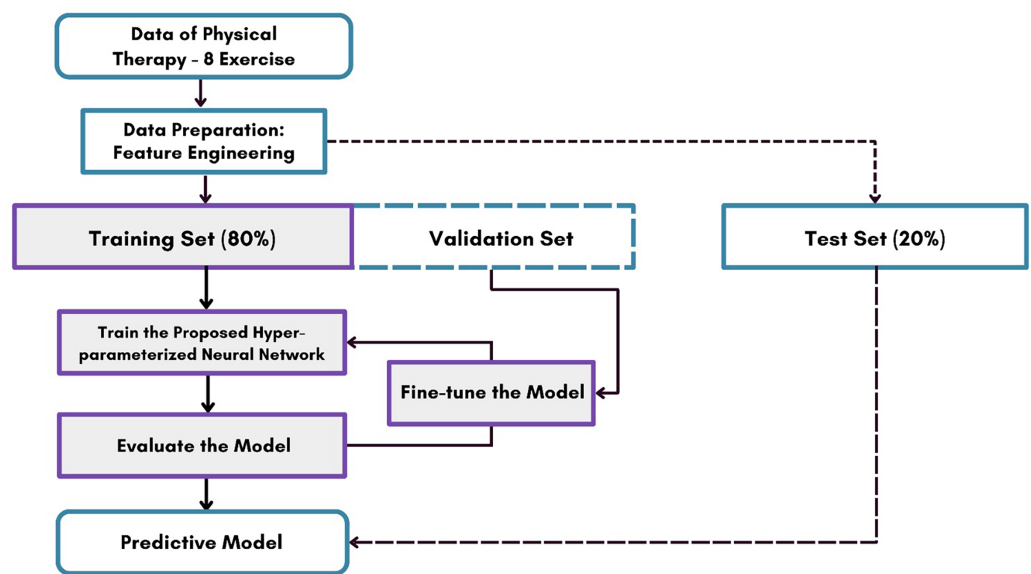 Data of Physical
Therapy - 8 Exercise
Data Preparation:
Feature Engineering
Training Set (80%)
Validation Set
Test Set (20%)
Train the Proposed Hyper-
parameterized Neural Network
Fine-tune the Model
Evaluate the Model
Predictive Model